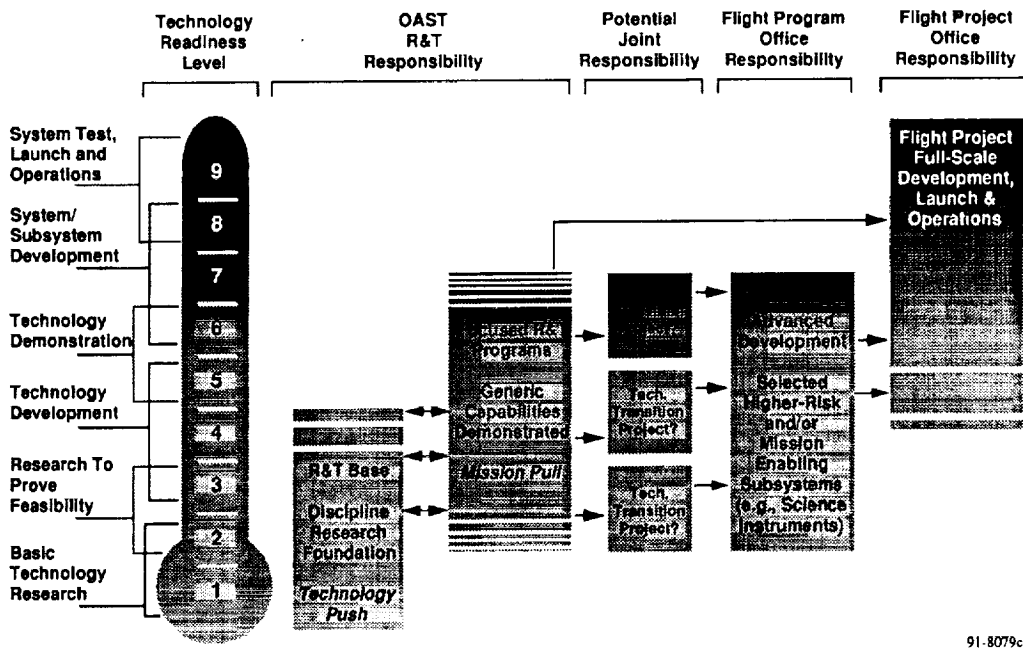 Technology
Readiness
Level
OAST
R&T
Responsibility
Potential
Joint
Responsibility
Flight Program
Office
Responsibility
Flight Project
Office
Responsibility
System Test,
Launch and
Operations
System/
Subsystem
Development
Technology
Demonstration
Technology
Development
Research To
Prove
Feasibility
Basic
Technology
Research
9
8
7
6
5
4
3
2
1
R&T Base
Discipline
Research
Foundation
Technology
Push
Programs
Generic
Capabilities
Demonstrated
Mission Pull
Tech.
Transition
Project?
Tech.
Transition
Project?
Advanced
Development
Selected
Higher-Risk
and/or
Mission
Enabling
Subsystems
(e.g., Science
Instruments)
Flight Project
Full-Scale
Development,
Launch &
Operations
91-8079c